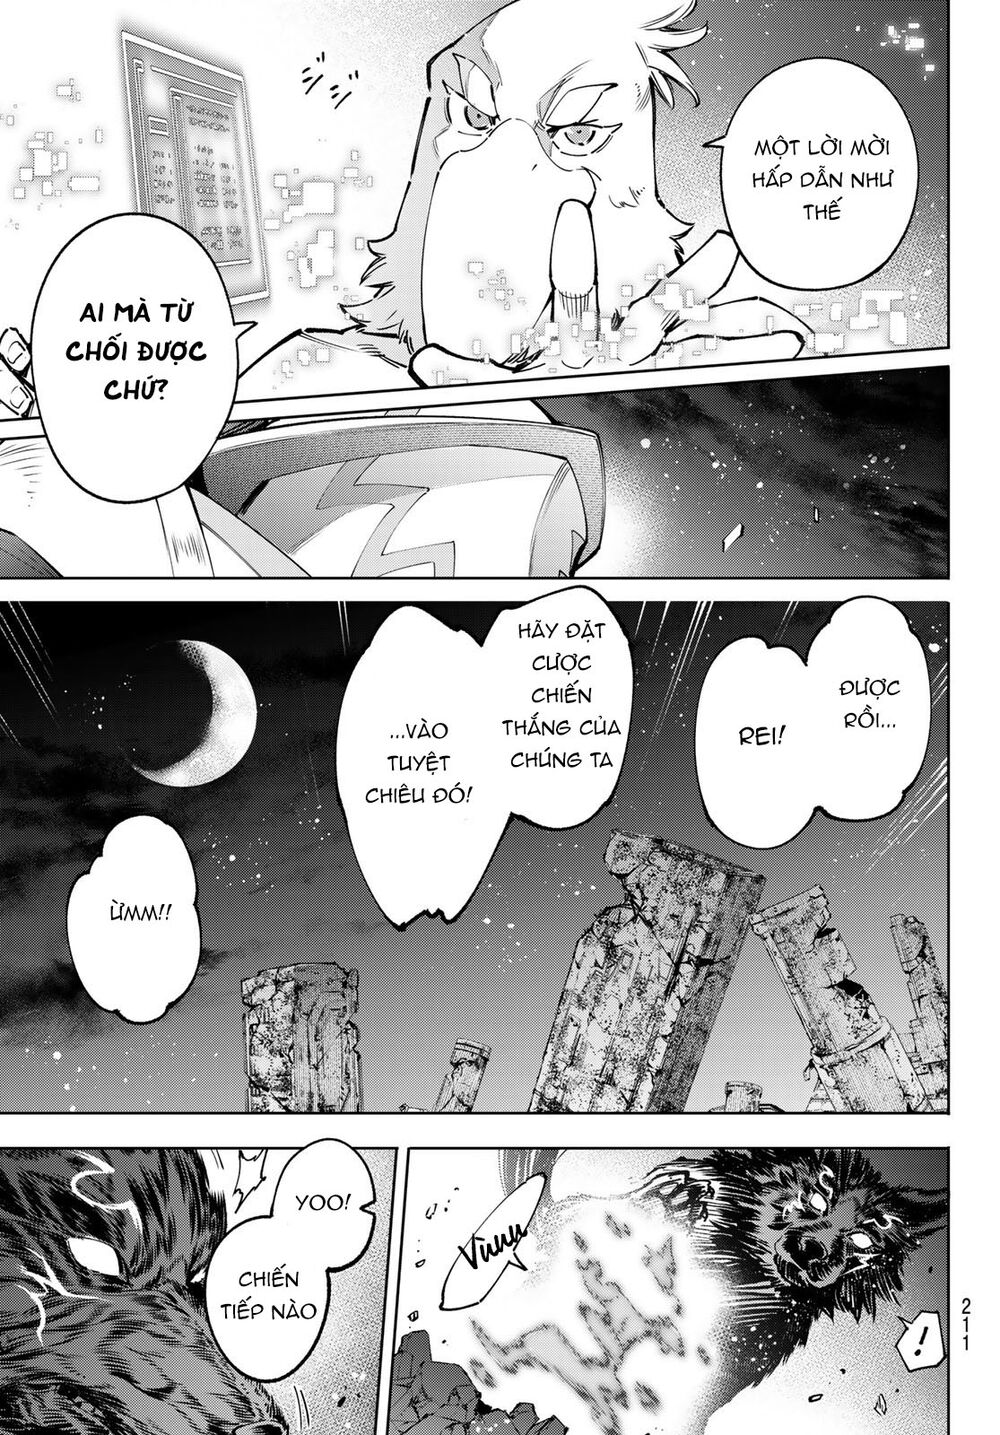 MỘT LỜI MỜI
HẤP DẪN NHƯ
THẾ
AI MÀ TỪ
CHỐI ĐƯỢC
CHỨ?
ĐƯỢC
RỒI...
REI!
HÃY ĐẶT
CƯỢC
CHIẾN
THẮNG CỦA
CHÚNG TA
...VÀO
TUYỆT
CHIÊU ĐÓ!
ỪMM!!
!
VÙUU
YOO!
CHIẾN
TIẾP NÀO
211